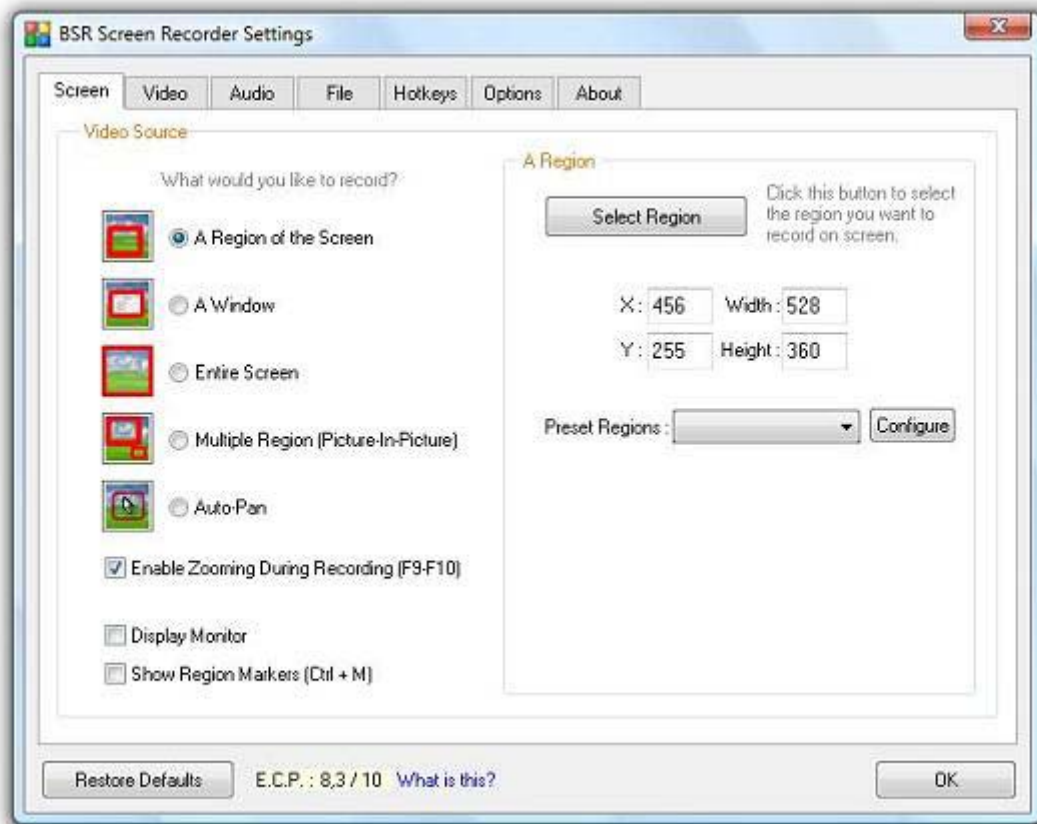 BSR Screen Recorder Settings
Screen Video Audio File Hotkeys Options About
Video Source
What would you like to record?
A Region of the Screen
A Window
Entire Screen
Multiple Region (Picture-In-Picture)
Auto-Pan
Enable Zooming During Recording (F9-F10)
Display Monitor
Show Region Markers (Ctrl + M)
A Region
Select Region
Click this button to select
the region you want to
record on screen.
X : 456 Width : 528
Y : 255 Height : 360
Preset Regions : Configure
Restore Defaults E.C.P. : 8,3 / 10 What is this? OK